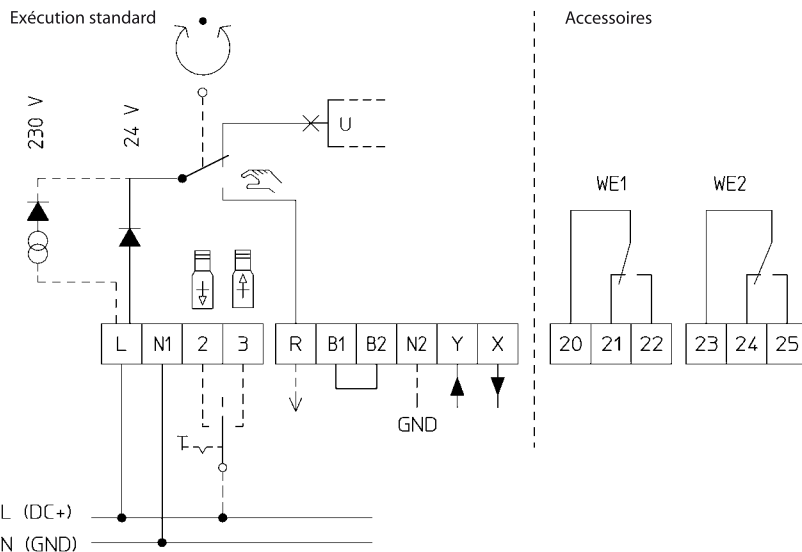 Exécution standard
Accessoires
230 V
24 V
U
WE1
WE2
L N1 2 3
R B1 B2 N2 Y X
20 21 22
23 24 25
GND
T
L (DC+)
N (GND)